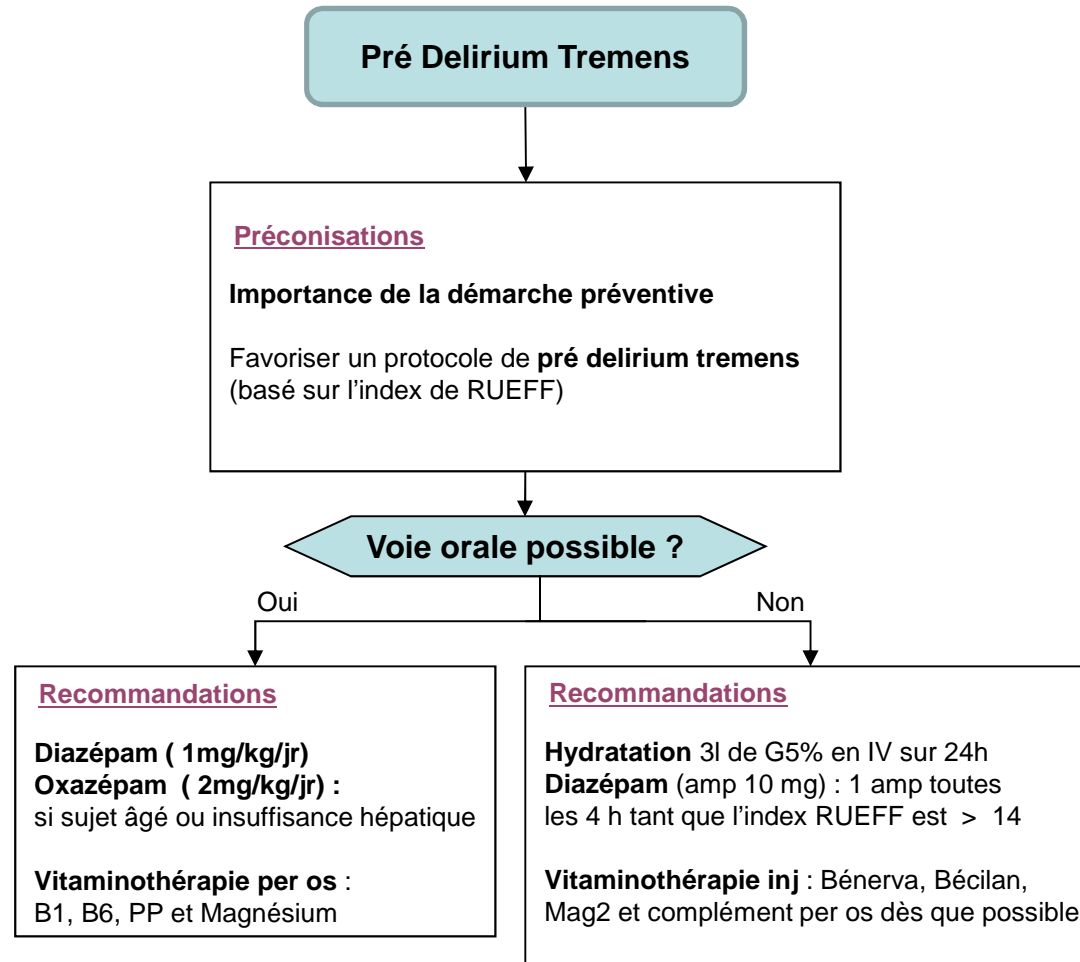 Pré Delirium Tremens
Préconisations
Importance de la démarche préventive
Favoriser un protocole de pré delirium tremens
(basé sur l’index de RUEFF)
Voie orale possible ?
Oui
Non
Recommandations
Diazépam ( 1mg/kg/jr)
Oxazépam ( 2mg/kg/jr) :
si sujet âgé ou insuffisance hépatique
Vitaminothérapie per os :
B1, B6, PP et Magnésium
Recommandations
Hydratation 3l de G5% en IV sur 24h
Diazépam (amp 10 mg) : 1 amp toutes
les 4 h tant que l’index RUEFF est > 14
Vitaminothérapie inj : Bénerva, Bécilan,
Mag2 et complément per os dès que possible